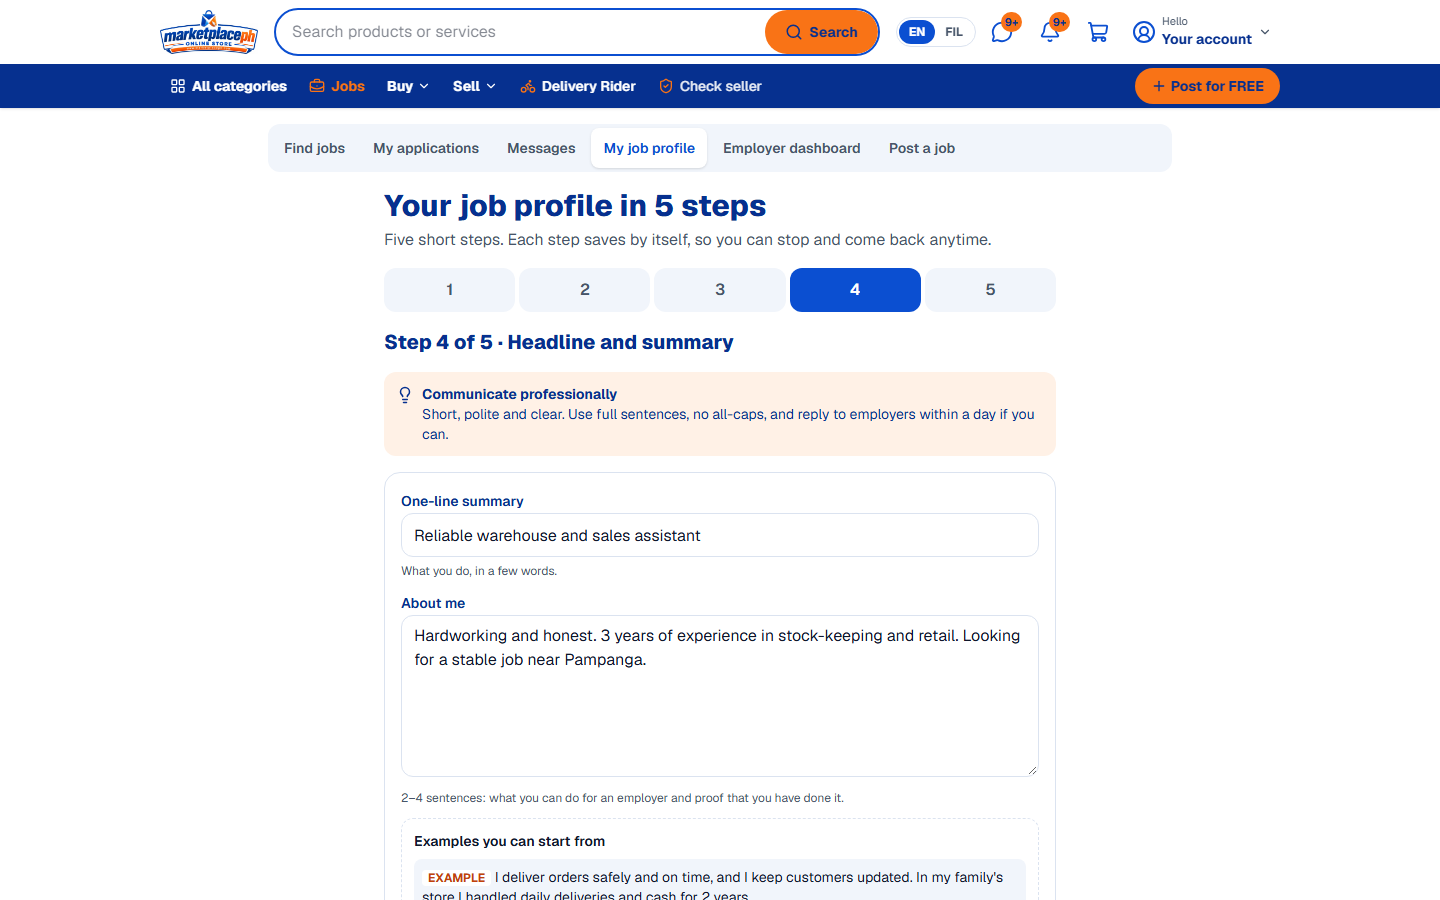 marketplaceph
ONLINE STORE
Search products or services
Search
EN
FIL
9+
9+
Hello
Your account
All categories
Jobs
Buy
Sell
Delivery Rider
Check seller
+ Post for FREE
Find jobs
My applications
Messages
My job profile
Employer dashboard
Post a job
Your job profile in 5 steps
Five short steps. Each step saves by itself, so you can stop and come back anytime.
1
2
3
4
5
Step 4 of 5 · Headline and summary
Communicate professionally
Short, polite and clear. Use full sentences, no all-caps, and reply to employers within a day if you
can.
One-line summary
Reliable warehouse and sales assistant
What you do, in a few words.
About me
Hardworking and honest. 3 years of experience in stock-keeping and retail. Looking
for a stable job near Pampanga.
2–4 sentences: what you can do for an employer and proof that you have done it.
Examples you can start from
EXAMPLE I deliver orders safely and on time, and I keep customers updated. In my family's
store I handled daily deliveries and cash for 2 years.